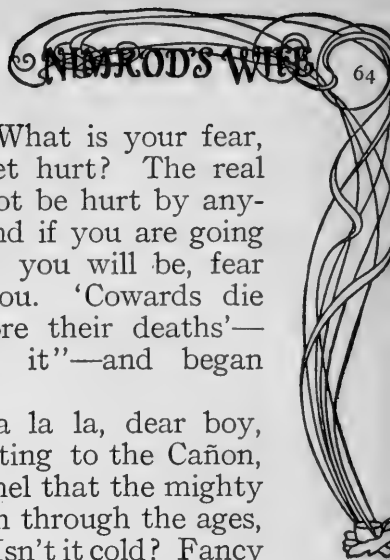 NIMROD'S WIFE 64
What is your fear,
et hurt? The real
ot be hurt by any-
nd if you are going
you will be, fear
ou. 'Cowards die
ore their deaths'—
it"—and began
a la la, dear boy,
ting to the Cañon,
nel that the mighty
n through the ages,
Isn't it cold? Fancy